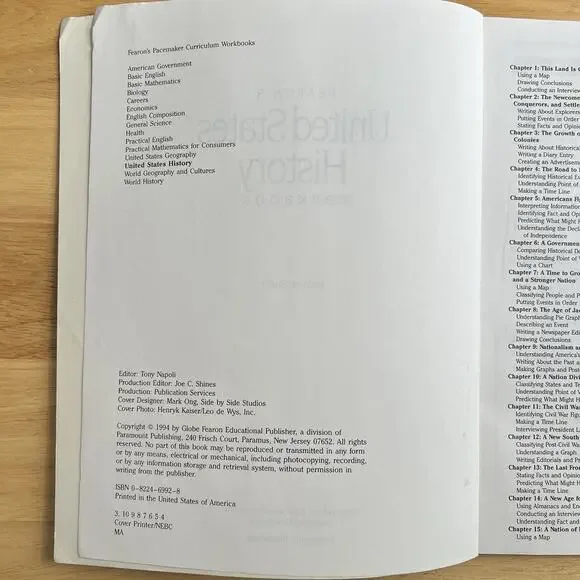 Fearon's Pacemaker Curriculum Workbooks
American Government
Basic English
Basic Mathematics
Biology
Careers
Economics
English Composition
General Science
Health
Practical English
Practical Mathematics for Consumers
United States Geography
United States History
World Geography and Cultures
World History
Editor: Tony Napoli
Production Editor: Joe C. Shines
Production: Publication Services
Cover Designer: Mark Ong, Side by Side Studios
Cover Photo: Henryk Kaiser/Leo de Wys, Inc.
Copyright © 1994 by Globe Fearon Educational Publisher, a division of
Paramount Publishing, 240 Frisch Court, Paramus, New Jersey 07652. All rights
reserved. No part of this book may be reproduced or transmitted in any form
or by any means, electrical or mechanical, including photocopying, recording,
or by any information storage and retrieval system, without permission in
writing from the publisher.
ISBN 0-8224-6992-8
Printed in the United States of America
3. 10 9 8 7 6 5 4
Cover Printer/NEBC
MA
Chapter 1: This Land Is
Using a Map
Drawing Conclusions
Conducting an Interview
Chapter 2: The Newcome
Conquerors, and Settle
Writing About Explorers
Putting Events in Order
Stating Facts and Opinio
Chapter 3: The Growth o
Colonies
Writing About Historical
Writing a Diary Entry
Creating an Advertisem
Chapter 4: The Road to
Identifying Historical Ev
Understanding Point of
Making a Time Line
Chapter 5: Americans Fi
Interpreting Information
Identifying Fact and Opi
Predicting What Might H
Understanding the Decla
of Independence
Chapter 6: A Government
Comparing Historical Do
Understanding Point of V
Using a Chart
Chapter 7: A Time to Gro
and a Stronger Nation
Using a Map
Classifying People and P
Putting Events in Order
Chapter 8: The Age of Ja
Understanding Pie Graph
Describing an Event
Writing a Newspaper Edi
Drawing Conclusions
Chapter 9: Nationalism a
Understanding America's
Writing About the Past a
Making Graphs and Post
Chapter 10: A Nation Divi
Classifying States and Te
Understanding Point of V
Predicting What Might H
Chapter 11: The Civil War
Identifying Civil War Fig
Making a Time Line
Interviewing President L
Chapter 12: A New South
Classifying Post-Civil War
Understanding a Graph
Writing Editorials and Pr
Chapter 13: The Last Fron
Stating Facts and Opinio
Predicting What Might H
Making a Time Line
Chapter 14: A New Age fo
Using Almanacs and Enc
Conducting an Interview
Understanding Fact and
Chapter 15: A Nation of
Using a Map